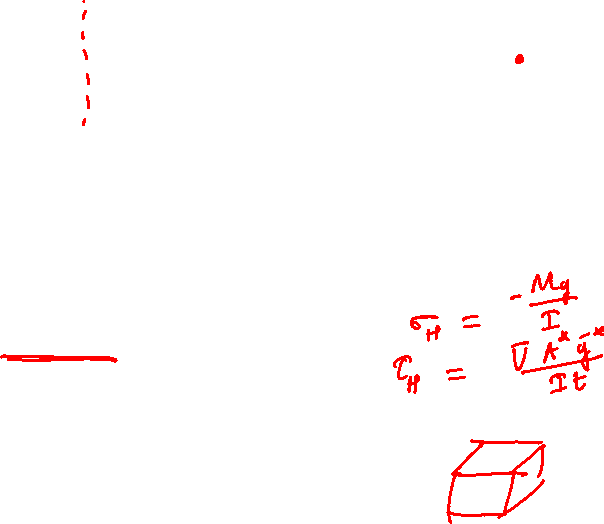 σ_H = -My/I
τ_H = V A* ȳ*/It